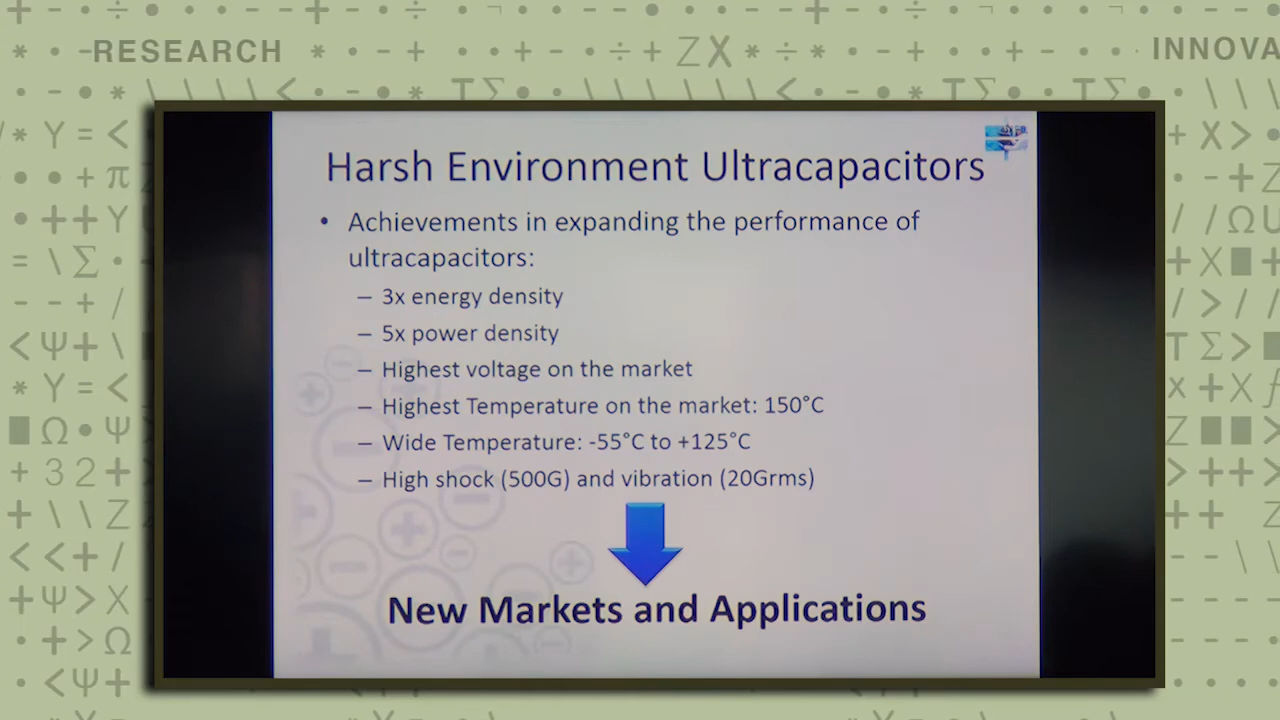 RESEARCH
INNOVA
Harsh Environment Ultracapacitors
• Achievements in expanding the performance of
ultracapacitors:
– 3x energy density
– 5x power density
– Highest voltage on the market
– Highest Temperature on the market: 150°C
– Wide Temperature: -55°C to +125°C
– High shock (500G) and vibration (20Grms)
New Markets and Applications